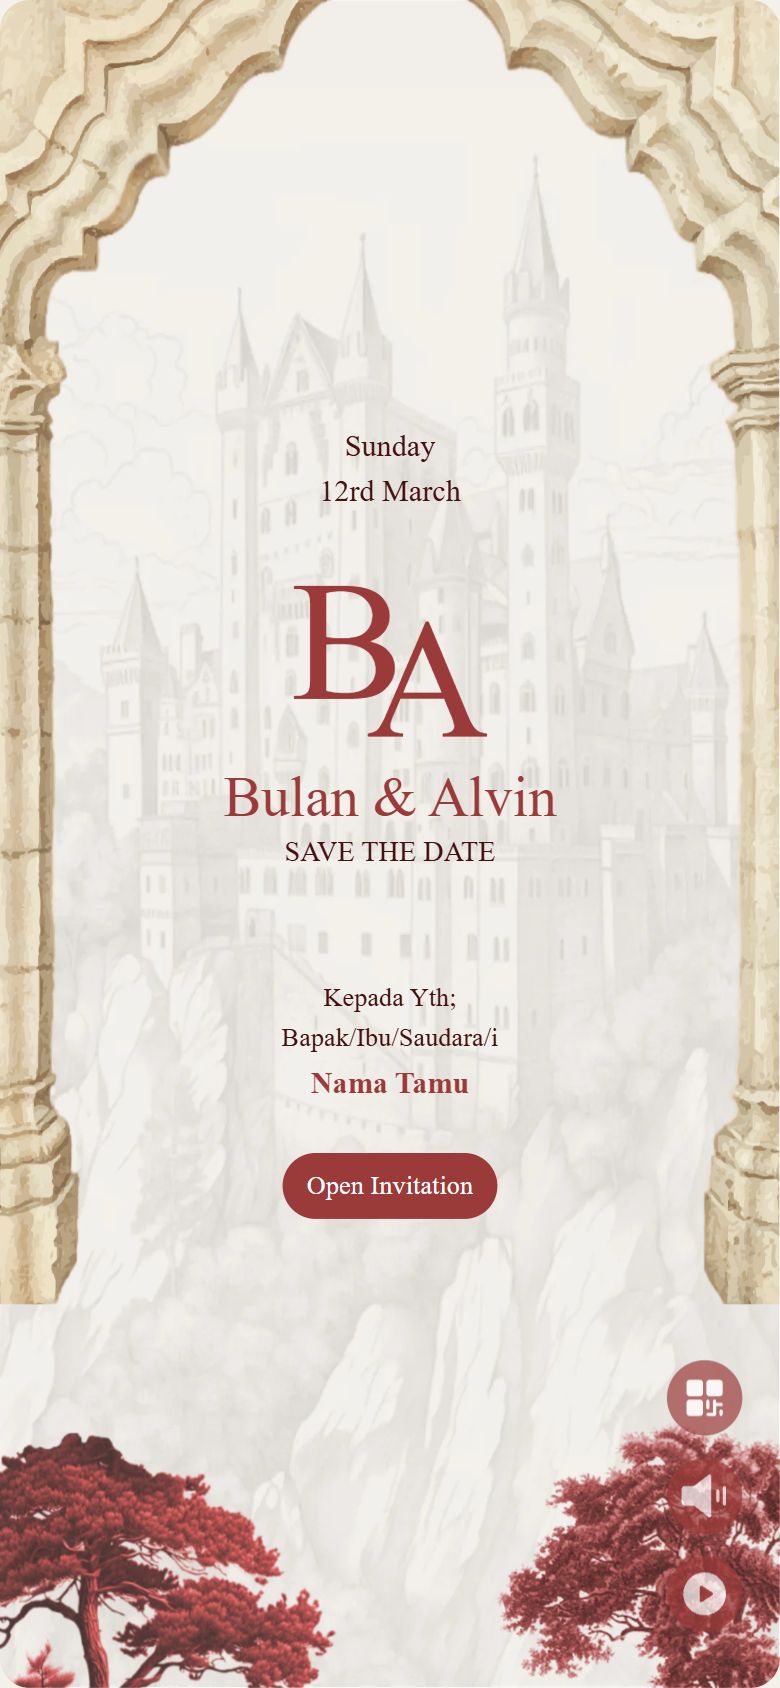 Sunday
12rd March
BA
Bulan & Alvin
SAVE THE DATE
Kepada Yth;
Bapak/Ibu/Saudara/i
Nama Tamu
Open Invitation